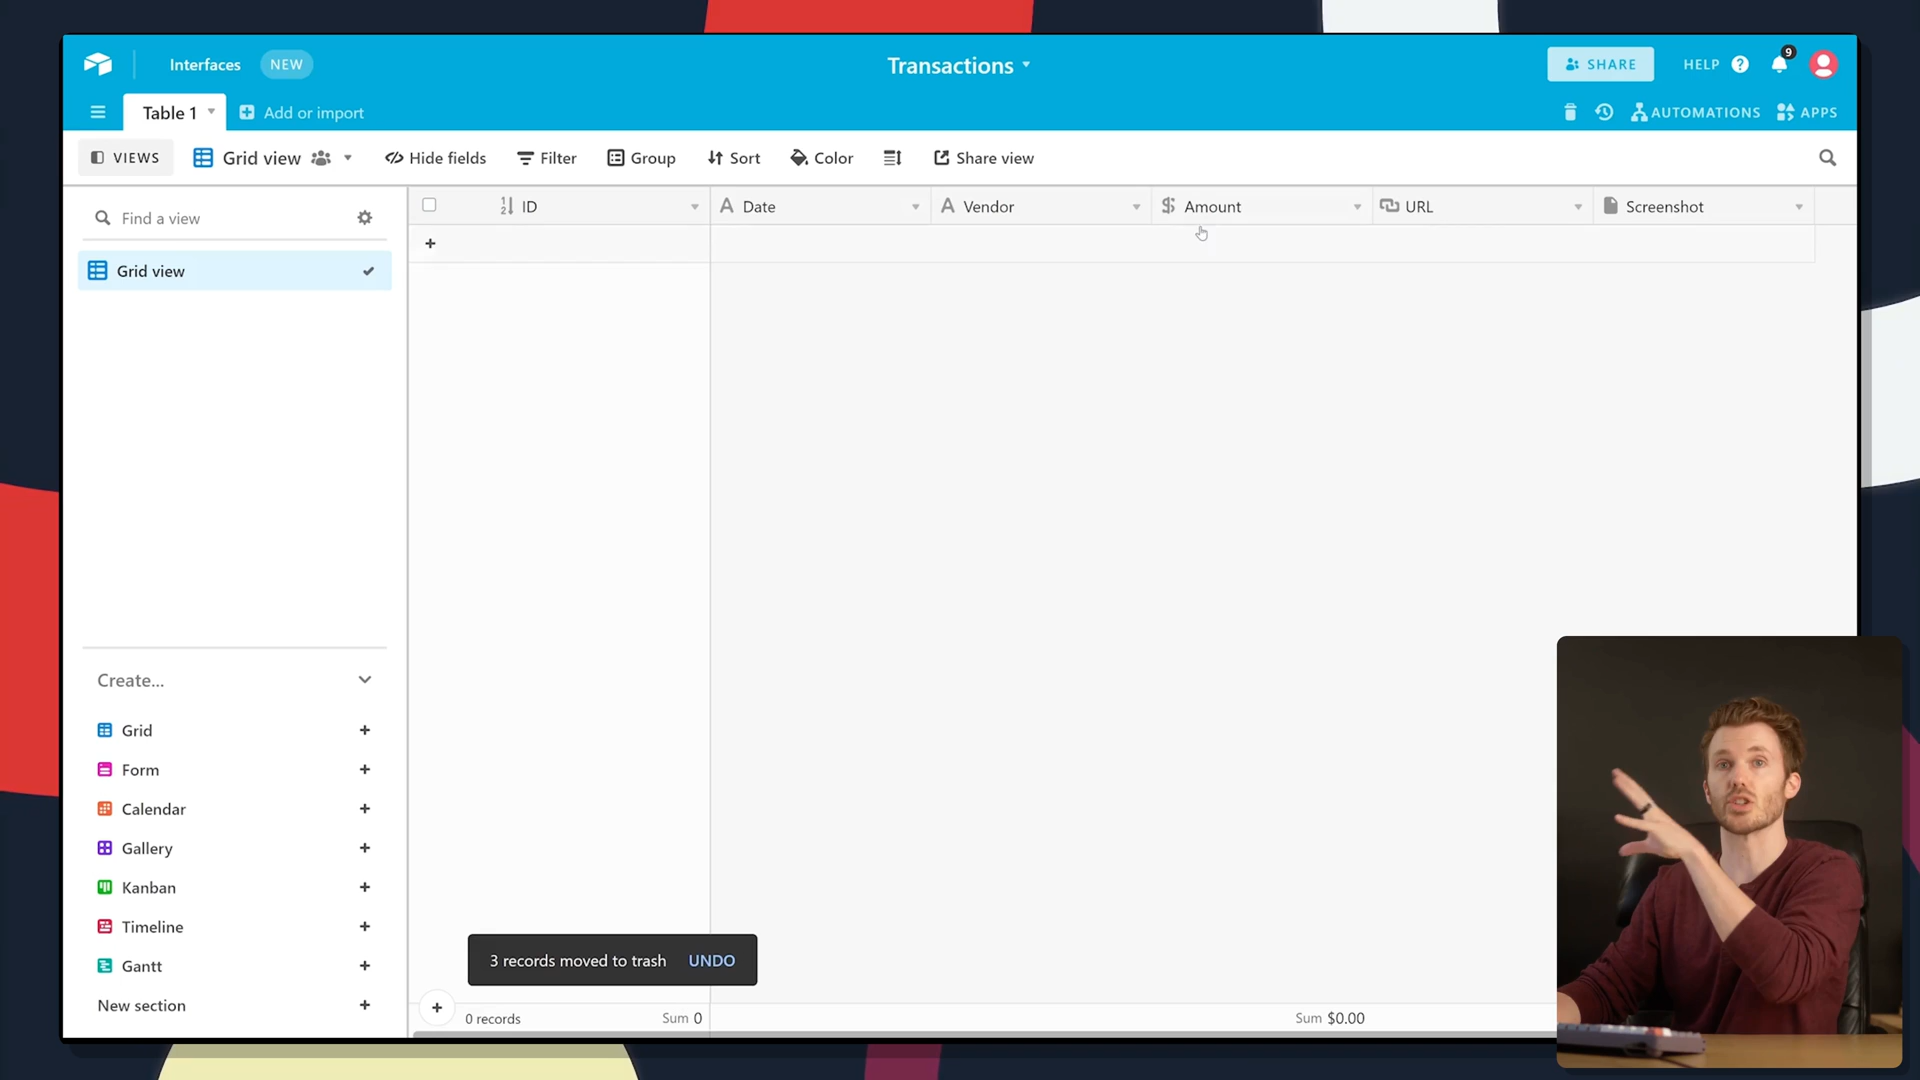 Interfaces NEW
Transactions
SHARE
HELP
9
Table 1
Add or import
AUTOMATIONS
APPS
VIEWS
Grid view
Hide fields
Filter
Group
Sort
Color
Share view
Find a view
Grid view
ID
Date
Vendor
Amount
URL
Screenshot
Create...
Grid
Form
Calendar
Gallery
Kanban
Timeline
Gantt
New section
3 records moved to trash UNDO
0 records
Sum 0
Sum $0.00